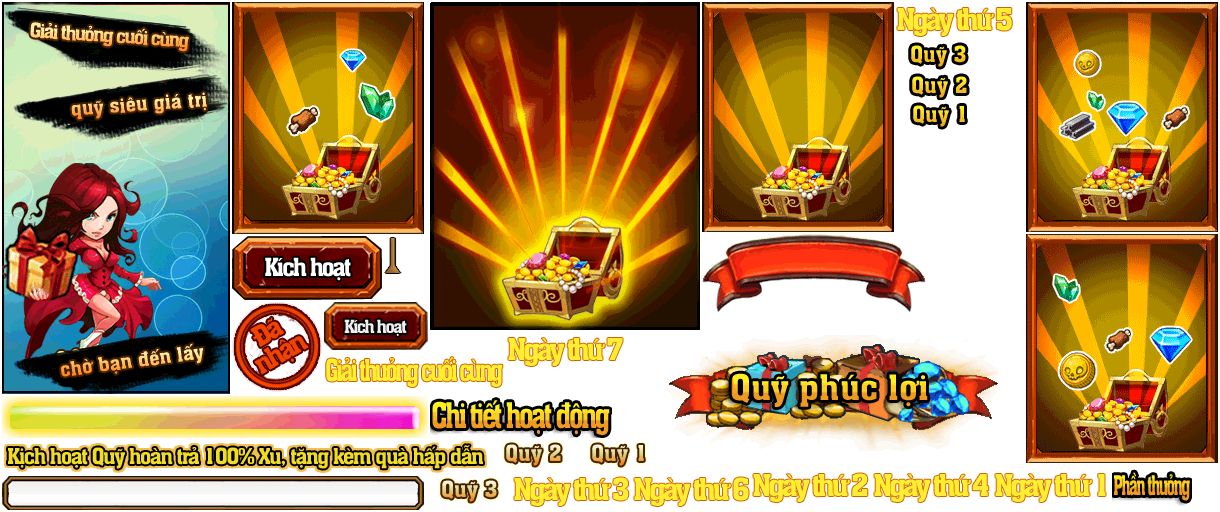 Giải thưởng cuối cùng
quỹ siêu giá trị
chờ bạn đến lấy
Kích hoạt
Đã
nhân
Kích hoạt
Giải thưởng cuối cùng
Ngày thứ 7
Ngày thứ 5
Quỹ 3
Quỹ 2
Quỹ 1
Quỹ phúc lợi
Chi tiết hoạt động
Kịch hoạt Quỹ hoàn trả 100% Xu, tặng kèm quà hấp dẫn
Quỹ 2
Quỹ 1
Quỹ 3
Ngày thứ 3
Ngày thứ 6
Ngày thứ 2
Ngày thứ 4
Ngày thứ 1
Phần thưởng